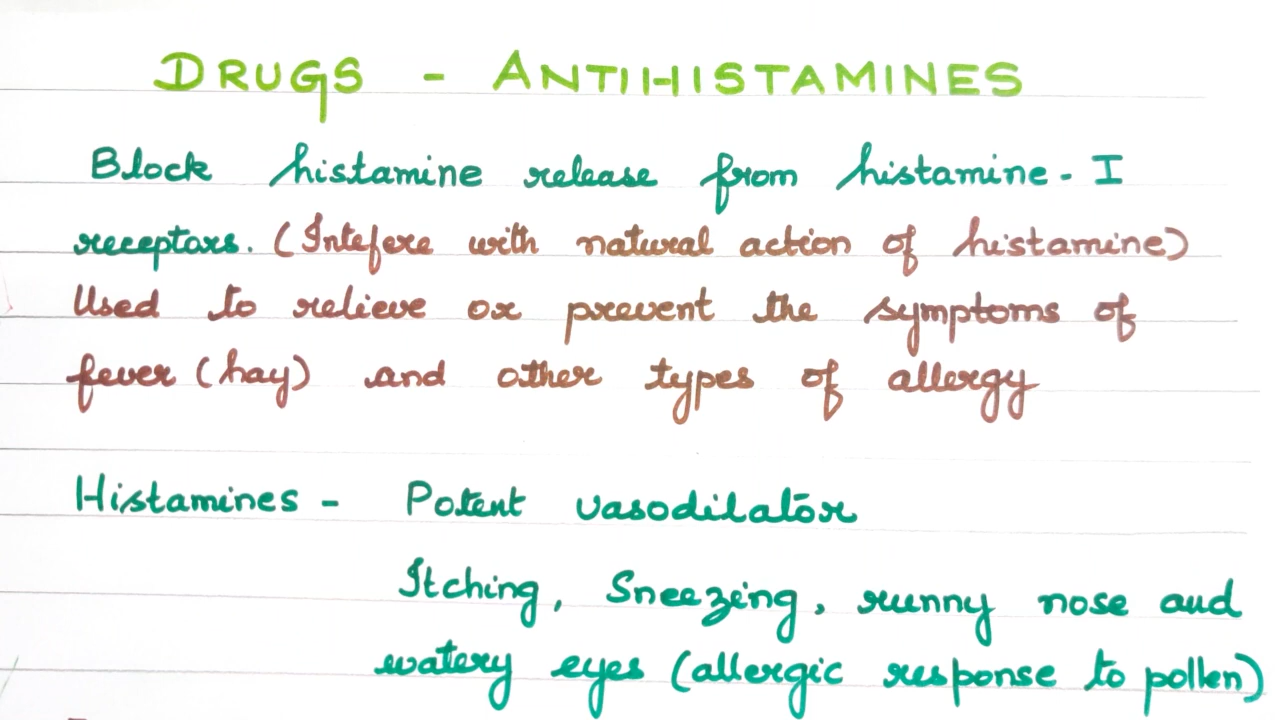 DRUGS - ANTIHISTAMINES
Block histamine release from histamine - I
receptors. (Intefere with natural action of histamine)
Used to relieve or prevent the symptoms of
fever (hay) and other types of allergy
Histamines - Potent vasodilator
Itching, Sneezing, runny nose and
watery eyes (allergic response to pollen)